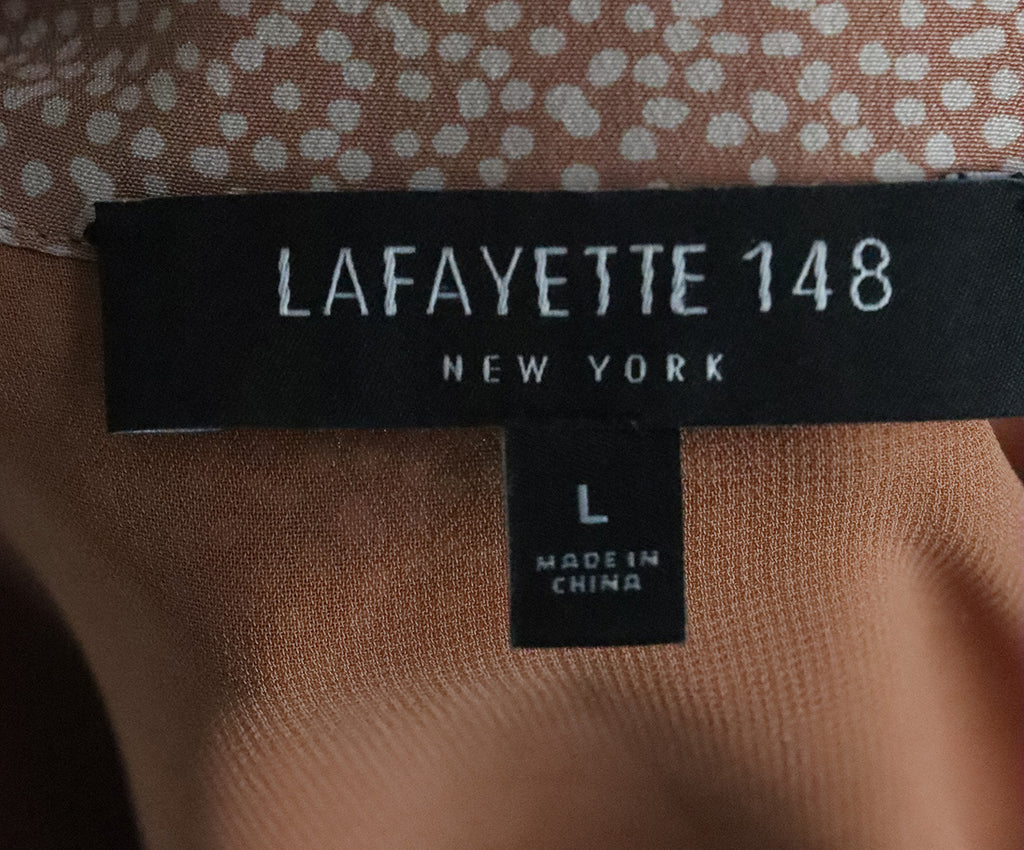 LAFAYETTE 148
NEW YORK
L
MADE IN
CHINA